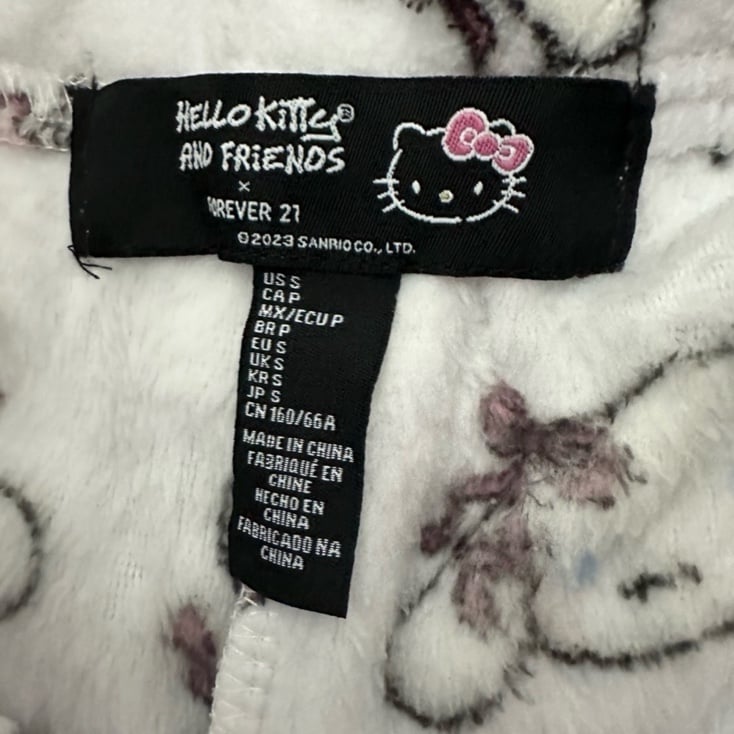 HELLO KITTY®
AND FRIENDS
×
FOREVER 21
©2023 SANRIO CO., LTD.
US S
CA P
MX/ECU P
BR P
EU S
UK S
KR S
JP S
CN 160/66A
MADE IN CHINA
FABRIQUÉ EN
CHINE
HECHO EN
CHINA
FABRICADO NA
CHINA